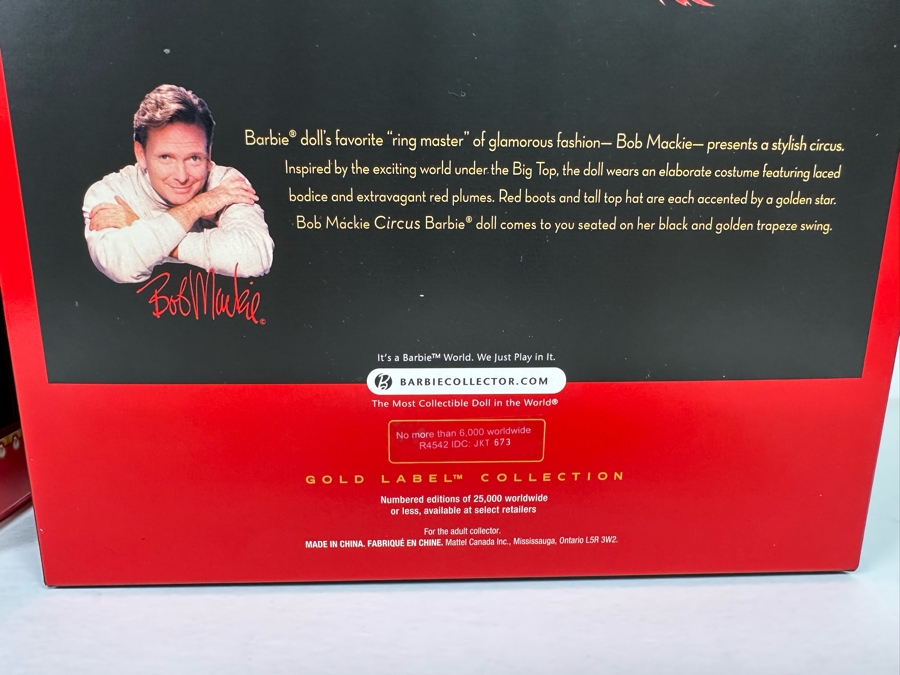 Barbie® doll's favorite "ring master" of glamorous fashion— Bob Mackie— presents a stylish circus.
Inspired by the exciting world under the Big Top, the doll wears an elaborate costume featuring laced
bodice and extravagant red plumes. Red boots and tall top hat are each accented by a golden star.
Bob Mackie Circus Barbie® doll comes to you seated on her black and golden trapeze swing.
Bob Mackie©
It's a Barbie™ World. We Just Play in It.
B BARBIECOLLECTOR.COM
The Most Collectible Doll in the World®
No more than 6,000 worldwide
R4542 IDC: JKT 673
GOLD LABEL™ COLLECTION
Numbered editions of 25,000 worldwide
or less, available at select retailers
For the adult collector.
MADE IN CHINA. FABRIQUÉ EN CHINE. Mattel Canada Inc., Mississauga, Ontario L5R 3W2.